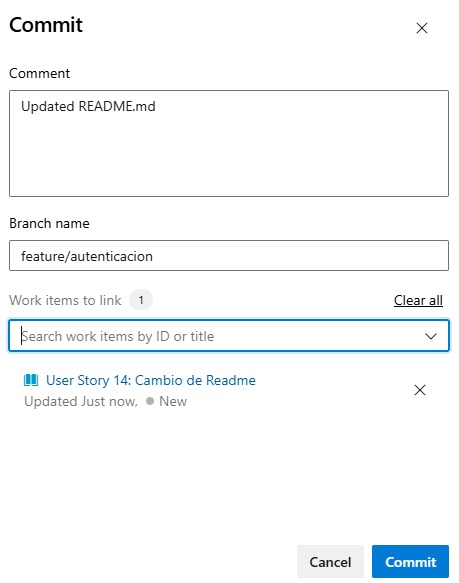 Commit
Comment
Updated README.md
Branch name
feature/autenticacion
Work items to link 1 Clear all
Search work items by ID or title
User Story 14: Cambio de Readme
Updated Just now, New
Cancel Commit